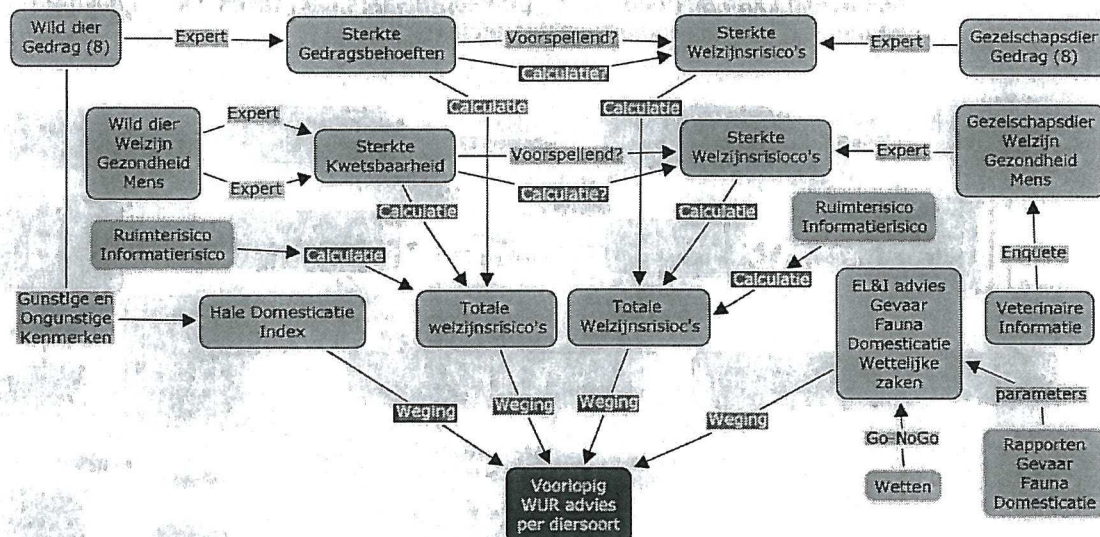 Wild dier
Gedrag (8)
Expert
Sterkte
Gedragsbehoeften
Voorspellend?
Calculatie?
Sterkte
Welzijnsrisico's
Expert
Gezelschapsdier
Gedrag (8)
Calculatie
Calculatie
Wild dier
Welzijn
Gezondheid
Mens
Expert
Expert
Sterkte
Kwetsbaarheid
Voorspellend?
Calculatie?
Sterkte
Welzijnsrisioco's
Expert
Gezelschapsdier
Welzijn
Gezondheid
Mens
Calculatie
Calculatie
Ruimterisico
Informatierisico
Calculatie
Ruimterisico
Informatierisico
Calculatie
Enquete
Gunstige en
Ongunstige
Kenmerken
Hale Domesticatie
Index
Totale
welzijnsrisico's
Totale
Welzijnsrisioc's
EL&I advies
Gevaar
Fauna
Domesticatie
Wettelijke
zaken
Veterinaire
Informatie
Weging
Weging
Weging
Weging
parameters
Go-NoGo
Voorlopig
WUR advies
per diersoort
Wetten
Rapporten
Gevaar
Fauna
Domesticatie